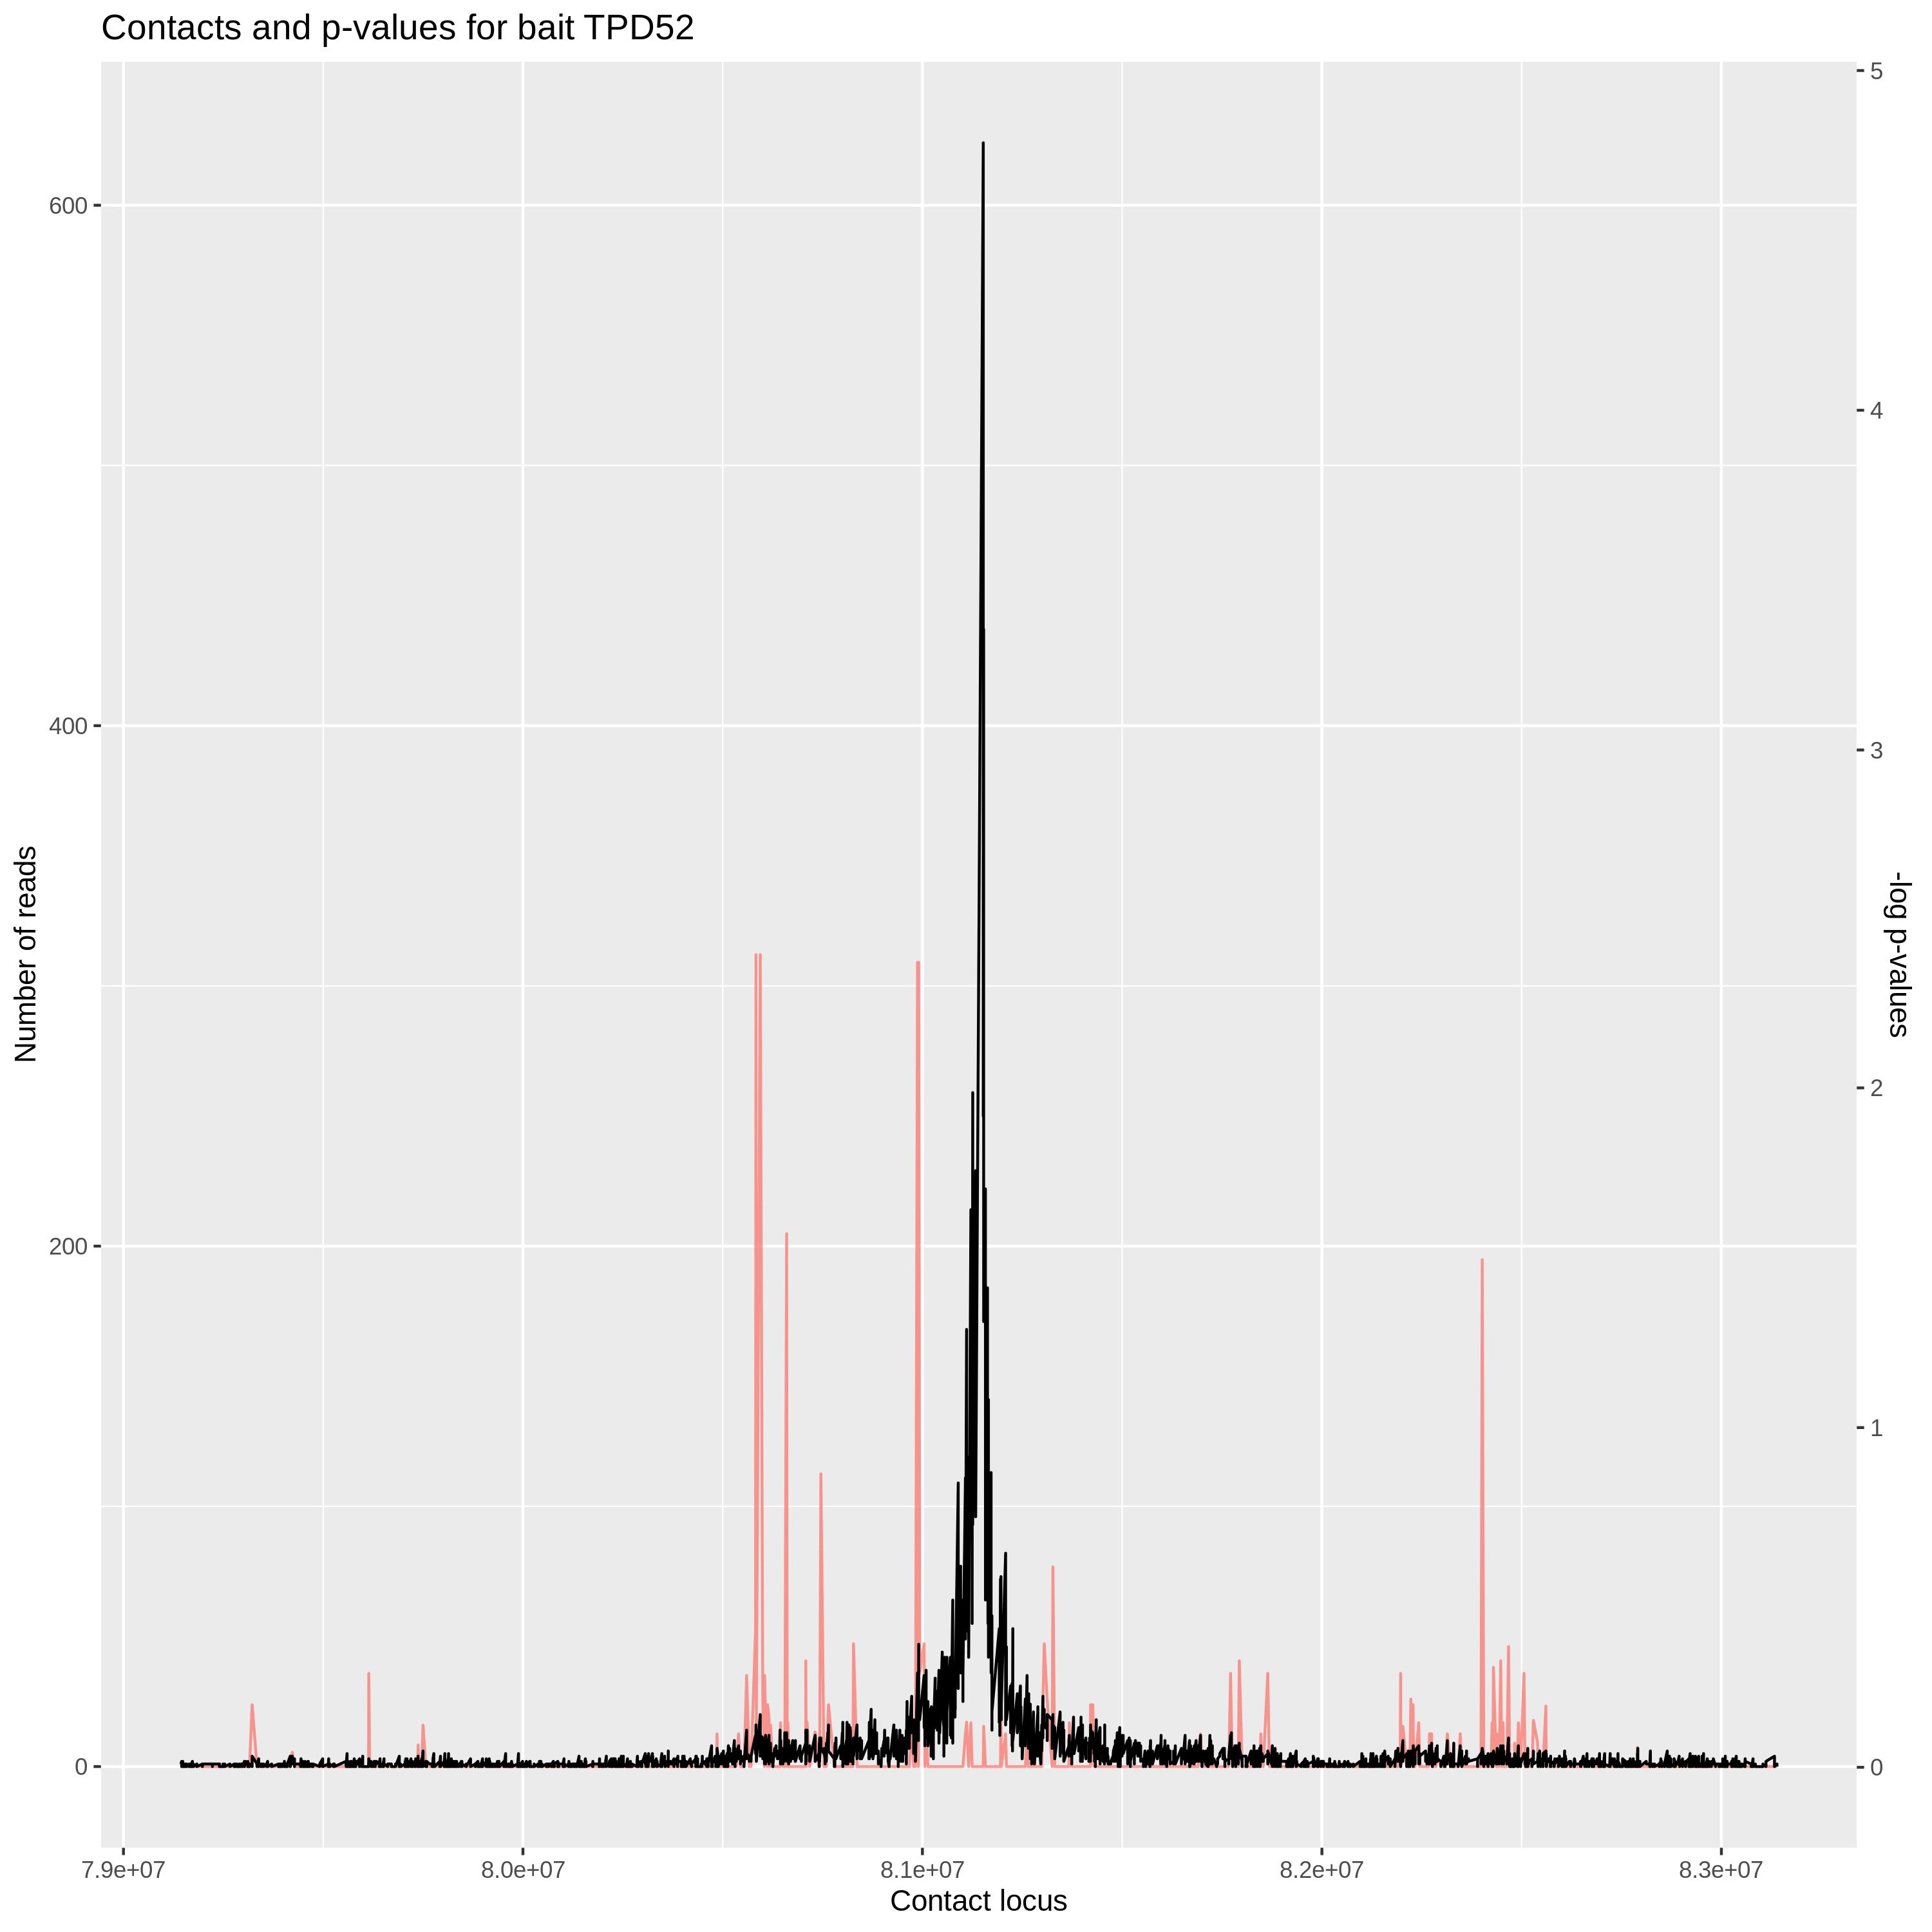 Contacts and p-values for bait TPD52
5
600
4
400
3
Number of reads
-log p-values
2
200
1
0
0
7.9e+07
8.0e+07
8.1e+07
8.2e+07
8.3e+07
Contact locus